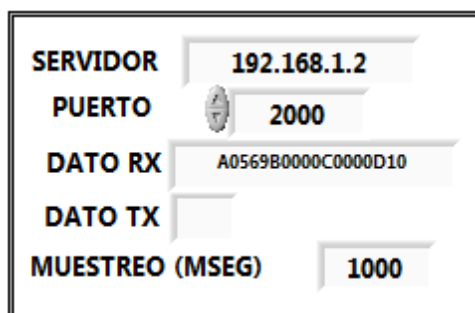 SERVIDOR 192.168.1.2
PUERTO 2000
DATO RX A0569B0000C0000D10
DATO TX
MUESTREO (MSEG) 1000